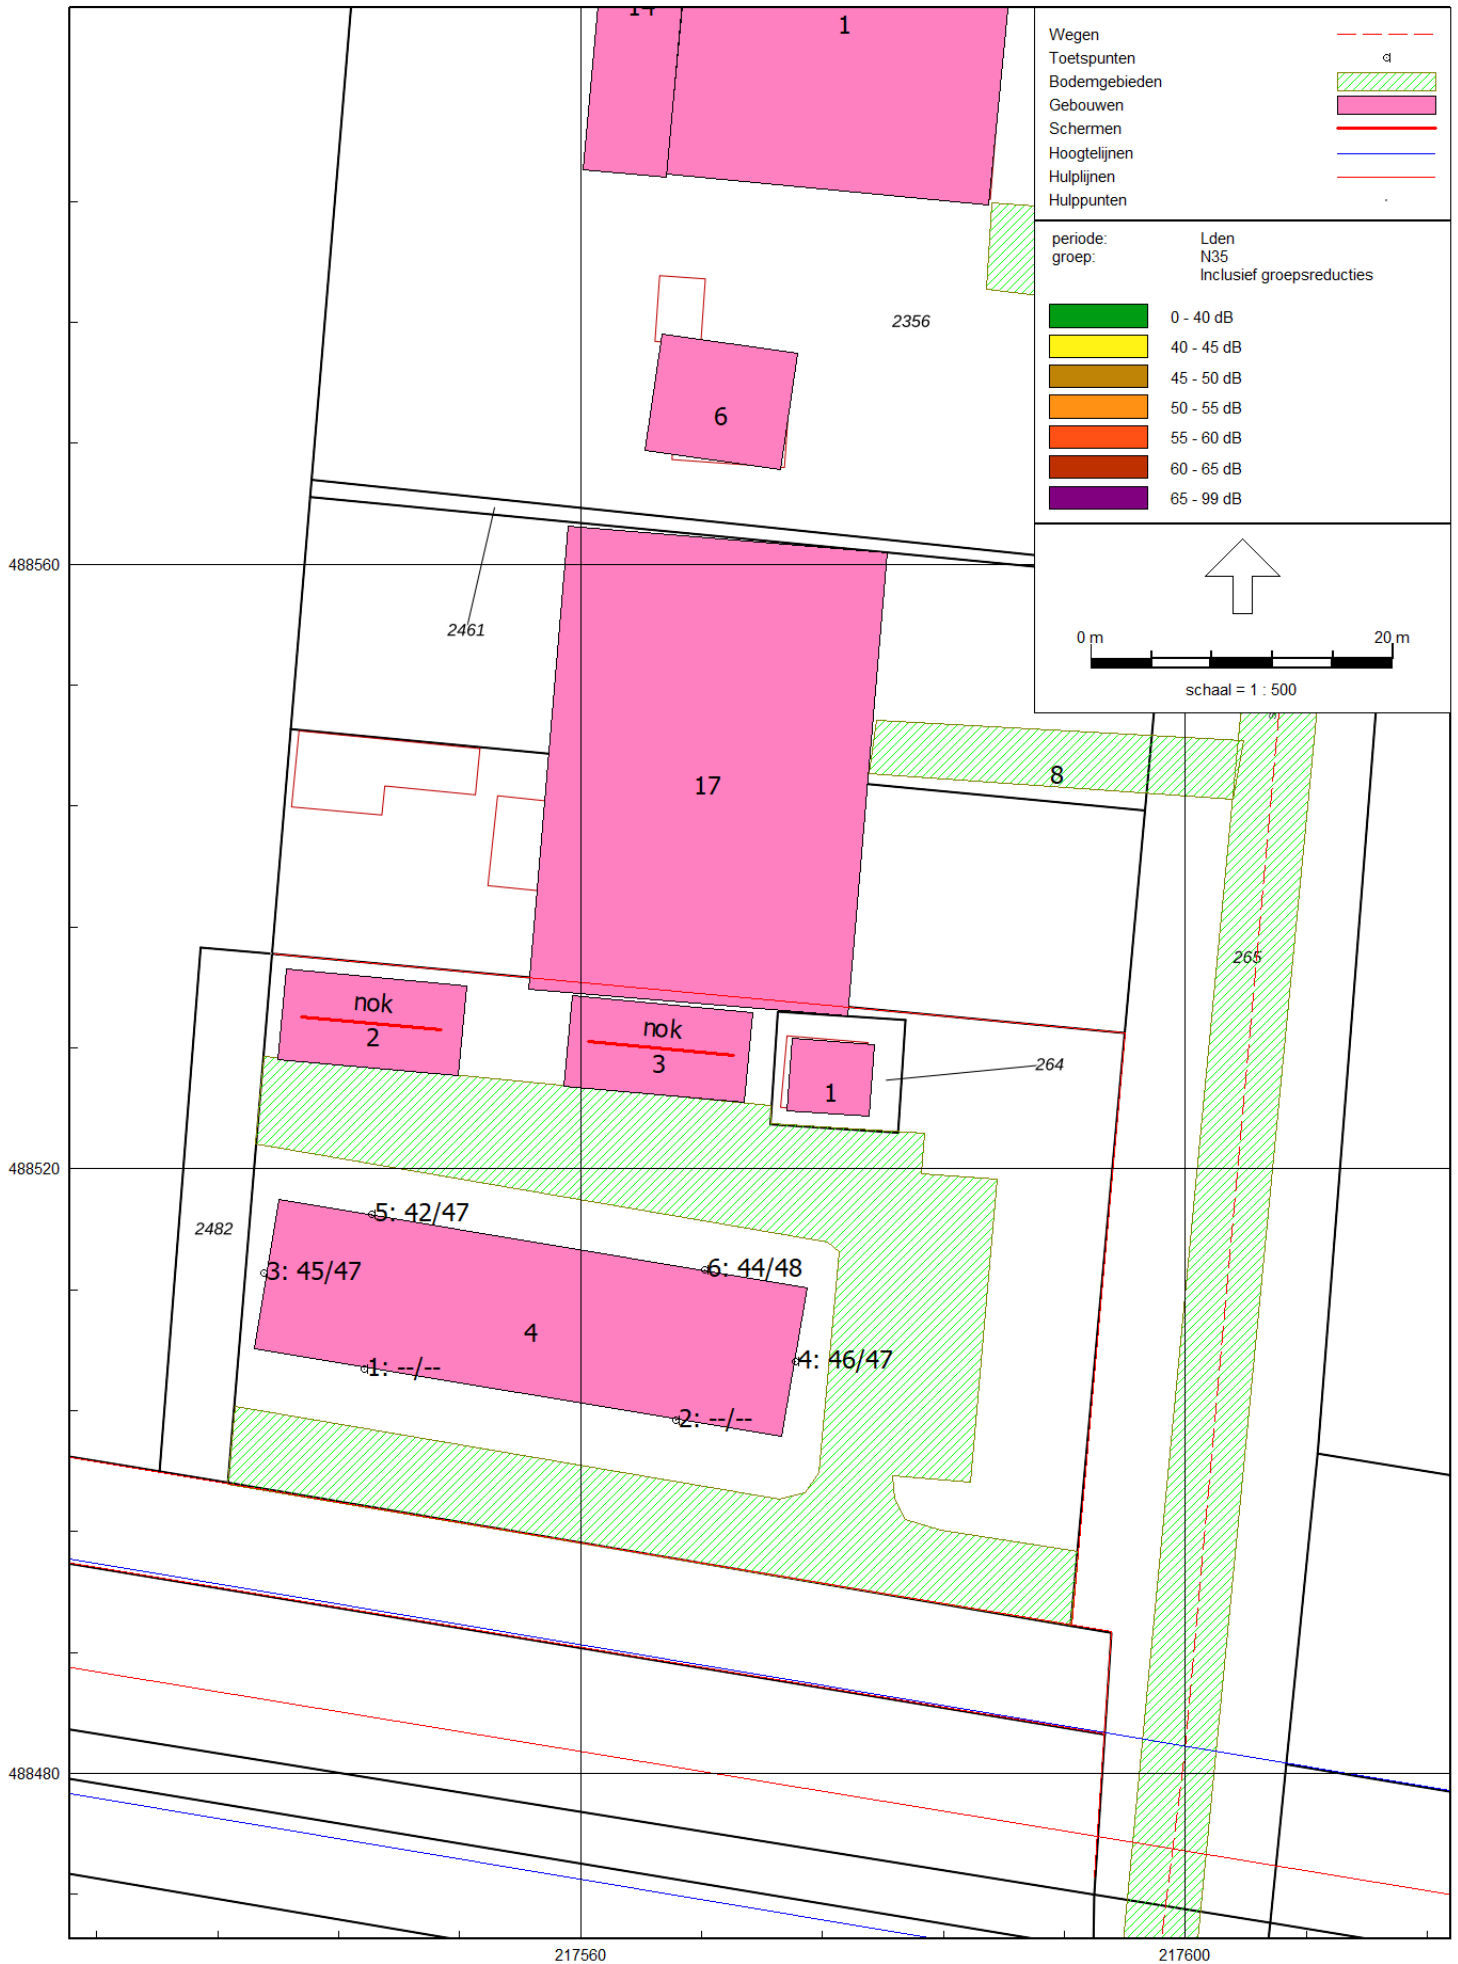 14
1
Wegen
Toetspunten
Bodemgebieden
Gebouwen
Schermen
Hoogtelijnen
Hulplijnen
Hulppunten
periode: Lden
groep: N35
Inclusief groepsreducties
0 - 40 dB
40 - 45 dB
45 - 50 dB
50 - 55 dB
55 - 60 dB
60 - 65 dB
65 - 99 dB
0 m 20 m
schaal = 1 : 500
2356
6
488560
2461
17
8
265
nok
2
nok
3
1
264
488520
2482
5: 42/47
6: 44/48
3: 45/47
4
4: 46/47
1: --/--
2: --/--
488480
217560
217600